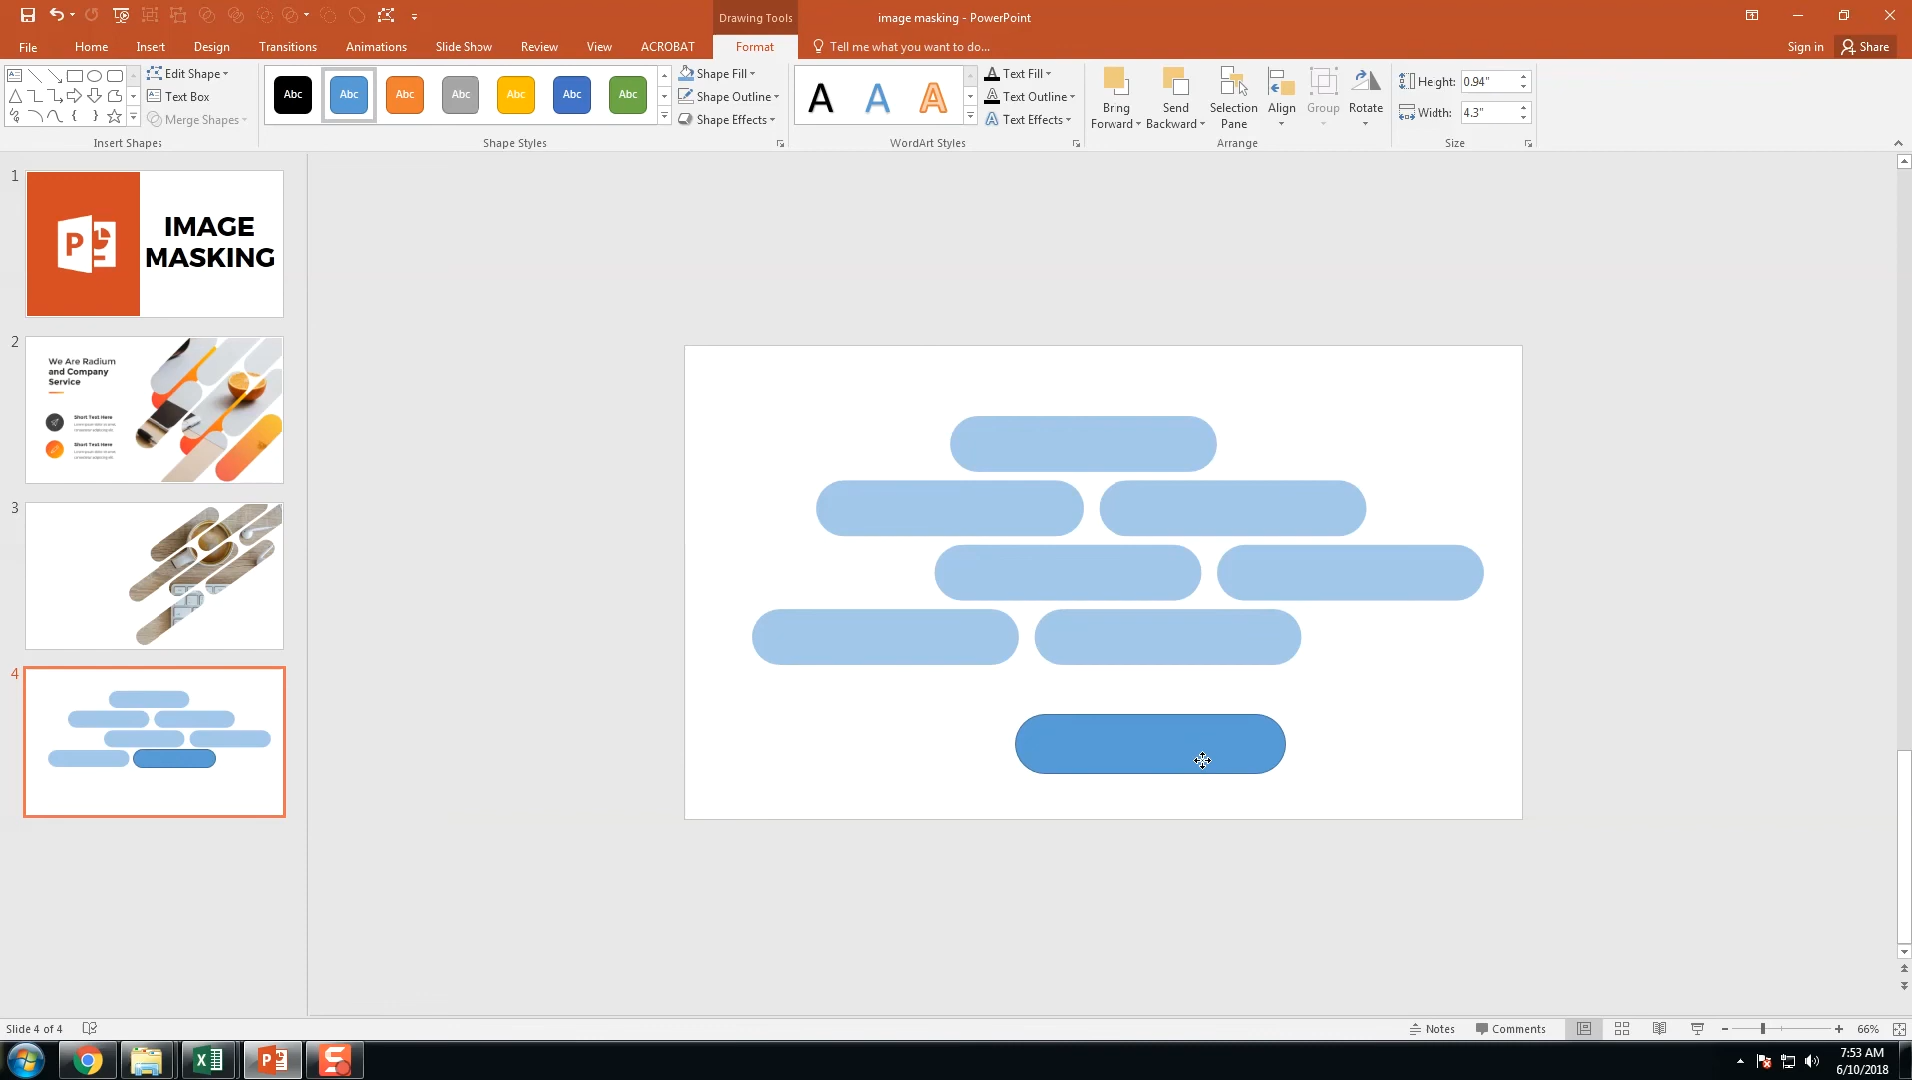 Drawing Tools
image masking - PowerPoint
File Home Insert Design Transitions Animations Slide Show Review View ACROBAT Format Tell me what you want to do... Sign in Share
Edit Shape
Text Box
Merge Shapes
Insert Shapes
Abc Abc Abc Abc Abc Abc Abc
Shape Fill
Shape Outline
Shape Effects
Shape Styles
A A A
Text Fill
Text Outline
Text Effects
WordArt Styles
Bring
Forward
Send
Backward
Selection
Pane
Align
Group
Rotate
Arrange
Height: 0.94"
Width: 4.3"
Size
1
P
IMAGE
MASKING
2
We Are Radium
and Company
Service
Short Text Here
Short Text Here
3
4
Slide 4 of 4
Notes
Comments
66%
7:53 AM
6/10/2018